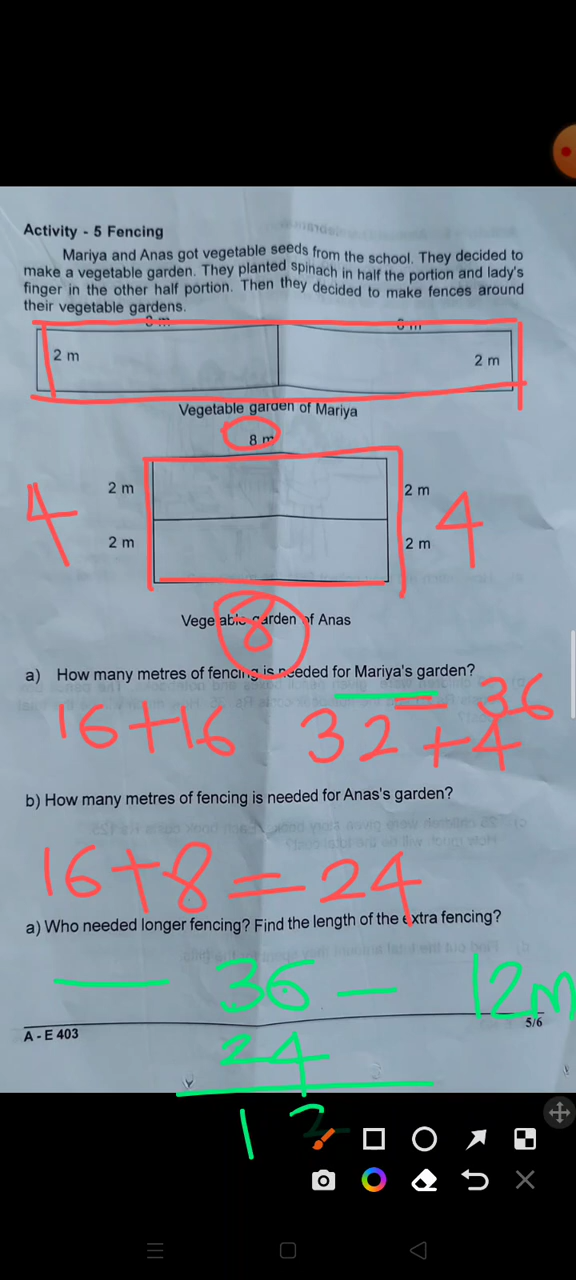 Activity - 5 Fencing
Mariya and Anas got vegetable seeds from the school. They decided to
make a vegetable garden. They planted spinach in half the portion and lady's
finger in the other half portion. Then they decided to make fences around
their vegetable gardens.
2 m 2 m
Vegetable garden of Mariya
8 m
2 m 2 m
4 4
2 m 2 m
Vegetable garden of Anas
8
a) How many metres of fencing is needed for Mariya's garden?
16+16 32+4 = 36
b) How many metres of fencing is needed for Anas's garden?
16+8=24
a) Who needed longer fencing? Find the length of the extra fencing?
— 36 — 12m
24
12
A - E 403 5/6